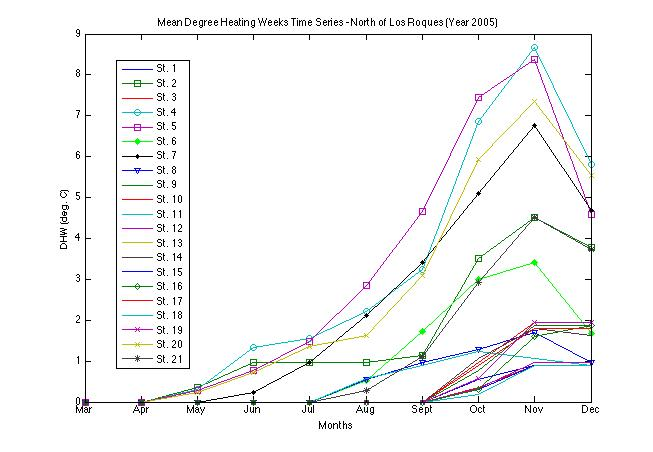 Mean Degree Heating Weeks Time Series - North of Los Roques (Year 2005)
9
8
7
6
5
4
3
2
1
0
DHW (deg. C)
St. 1
St. 2
St. 3
St. 4
St. 5
St. 6
St. 7
St. 8
St. 9
St. 10
St. 11
St. 12
St. 13
St. 14
St. 15
St. 16
St. 17
St. 18
St. 19
St. 20
St. 21
Mar Apr May Jun Jul Aug Sept Oct Nov Dec
Months